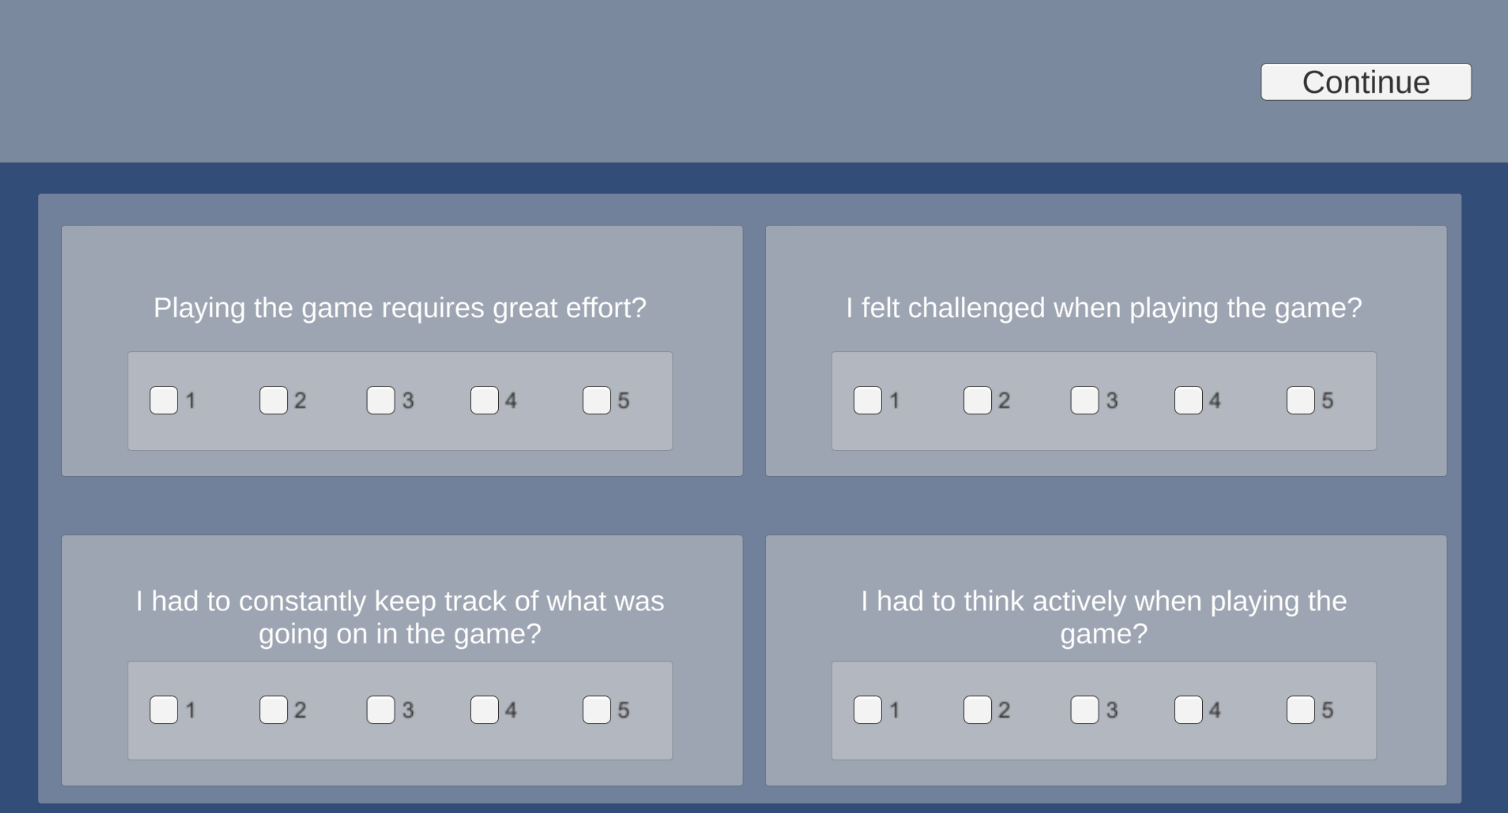 Continue
Playing the game requires great effort?
1 2 3 4 5
I felt challenged when playing the game?
1 2 3 4 5
I had to constantly keep track of what was
going on in the game?
1 2 3 4 5
I had to think actively when playing the
game?
1 2 3 4 5